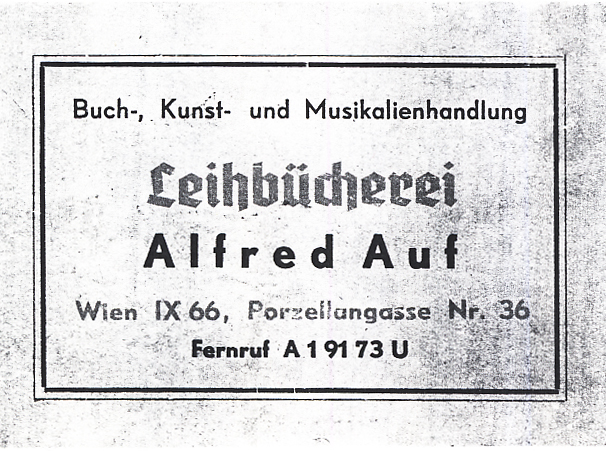 Buch-, Kunst- und Musikalienhandlung
Leihbücherei
Alfred Auf
Wien IX 66, Porzellangasse Nr. 36
Fernruf A 1 91 73 U